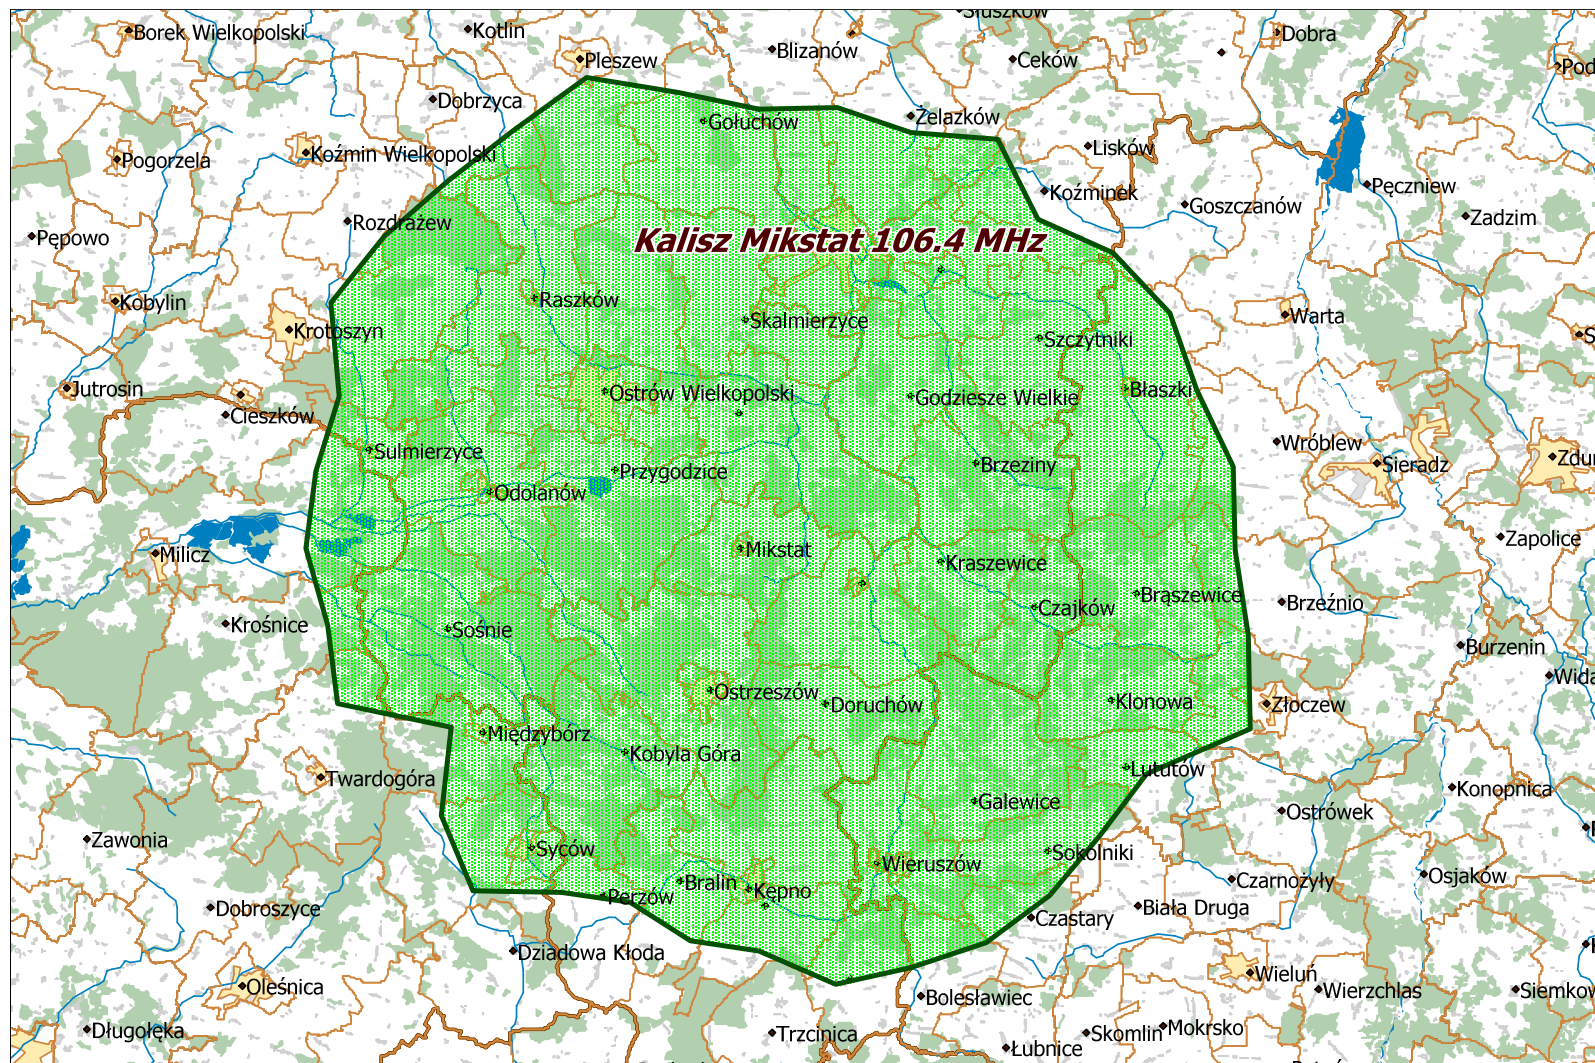 Słuszków
Borek Wielkopolski
Kotlin
Dobra
Blizanów
Pleszew
Ceków
Dobrzyca
Gołuchów
Żelazków
Lisków
Koźmin Wielkopolski
Pogorzela
Koźminek
Pęczniew
Goszczanów
Zadzim
Rozdrażew
Pępowo
Kalisz Mikstat 106.4 MHz
Raszków
Kobylin
Warta
Skalmierzyce
Krotoszyn
Szczytniki
Jutrosin
Ostrów Wielkopolski
Godziesze Wielkie
Błaszki
Cieszków
Wróblew
Sulmierzyce
Sieradz
Brzeziny
Przygodzice
Odolanów
Zapolice
Mikstat
Milicz
Kraszewice
Brąszewice
Brzeźnio
Czajków
Krośnice
Sośnie
Burzenin
Ostrzeszów
Doruchów
Klonowa
Złoczew
Międzybórz
Kobyla Góra
Lututów
Twardogóra
Konopnica
Galewice
Ostrówek
Zawonia
Syców
Sokolniki
Wieruszów
Bralin
Kępno
Czarnożyły
Osjaków
Perzów
Dobroszyce
Biała Druga
Czastary
Dziadowa Kłoda
Wieluń
Oleśnica
Bolesławiec
Wierzchlas
Długołęka
Trzcinica
Skomlin
Mokrsko
Łubnice